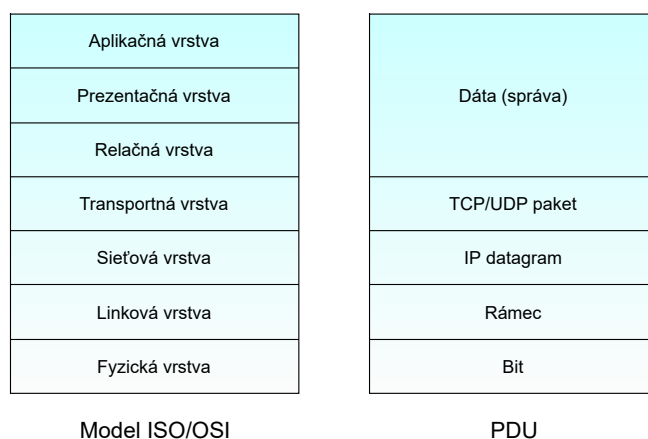 Aplikačná vrstva
Prezentačná vrstva
Relačná vrstva
Transportná vrstva
Sieťová vrstva
Linková vrstva
Fyzická vrstva
Model ISO/OSI
Dáta (správa)
TCP/UDP paket
IP datagram
Rámec
Bit
PDU